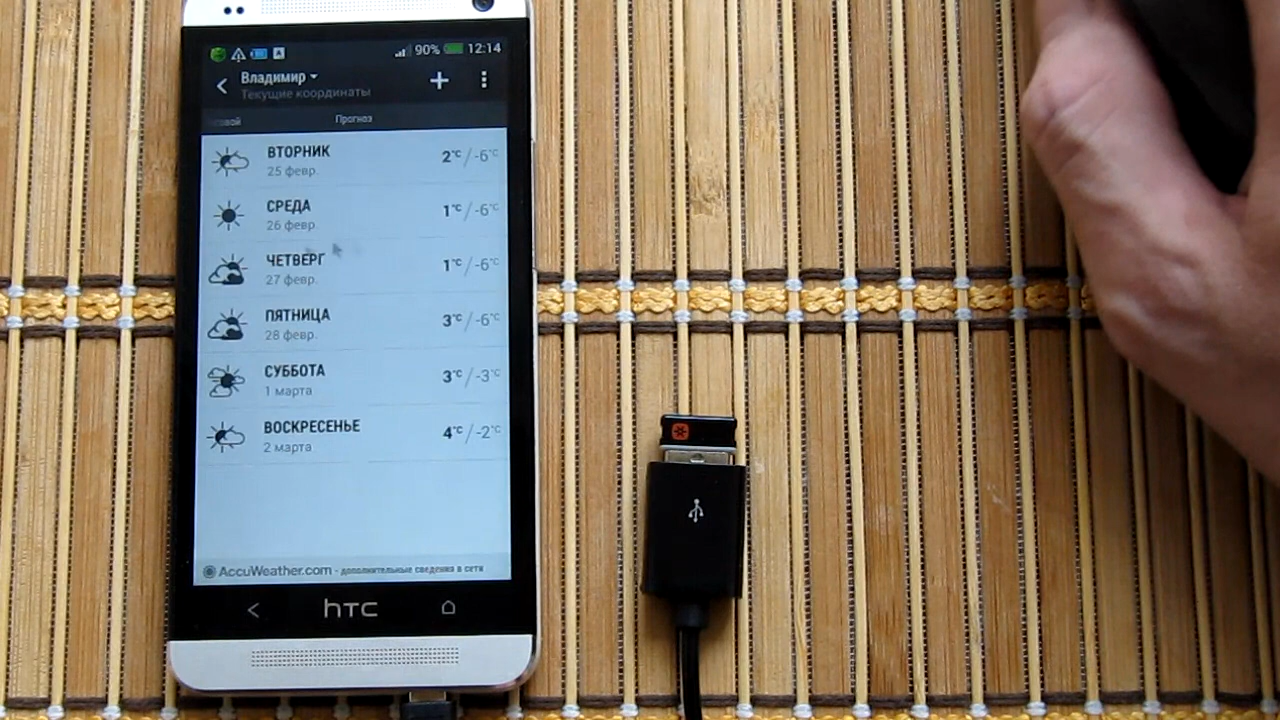 90% 12:14
Владимир
Текущие координаты
Прогноз
ВТОРНИК 2°C/-6°C
25 февр.
СРЕДА 1°C/-6°C
26 февр.
ЧЕТВЕРГ 1°C/-6°C
27 февр.
ПЯТНИЦА 3°C/-6°C
28 февр.
СУББОТА 3°C/-3°C
1 марта
ВОСКРЕСЕНЬЕ 4°C/-2°C
2 марта
AccuWeather.com - дополнительные сведения в сети
hTC